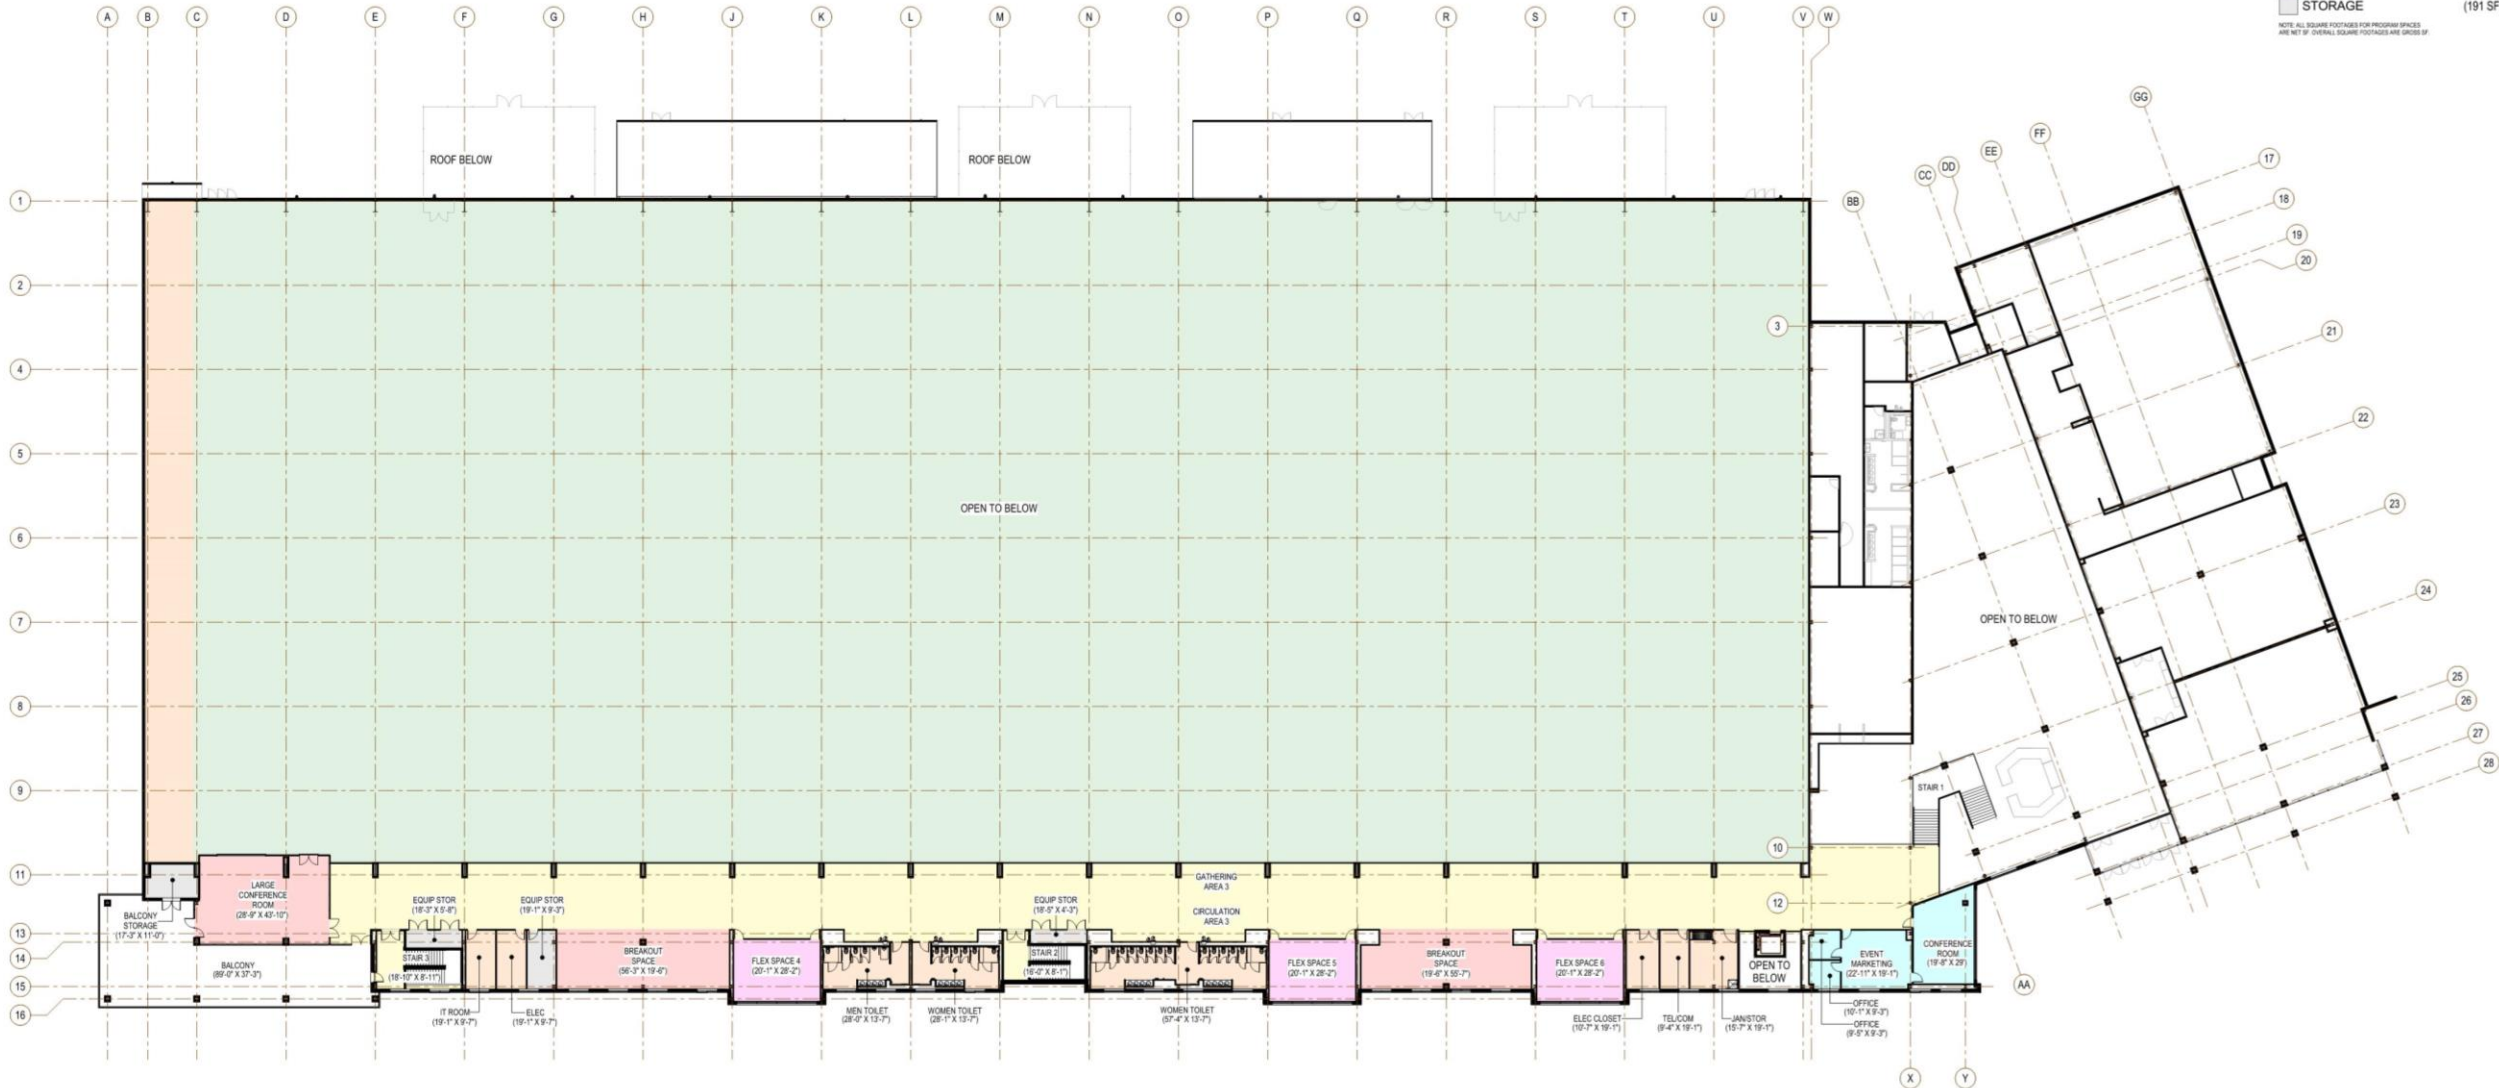 STORAGE (191 SF
NOTE: ALL SQUARE FOOTAGES FOR PROGRAM SPACES
ARE NET SF. OVERALL SQUARE FOOTAGES ARE GROSS SF.
A B C D E F G H J K L M N O P Q R S T U V W
GG
FF
EE
DD
CC
BB
17
18
19
20
21
22
23
24
25
26
27
28
ROOF BELOW
ROOF BELOW
1
2
3
4
5
6
7
8
9
10
11
12
13
14
15
16
OPEN TO BELOW
OPEN TO BELOW
STAIR 1
GATHERING
AREA 3
CIRCULATION
AREA 3
LARGE
CONFERENCE
ROOM
(28'-9" X 43'-10")
BALCONY
STORAGE
(17'-3" X 11'-0")
BALCONY
(89'-0" X 37'-3")
EQUIP STOR
(18'-3" X 5'-8")
STAIR 3
(18'-10" X 8'-11")
EQUIP STOR
(19'-1" X 9'-3")
IT ROOM
(19'-1" X 9'-7")
ELEC
(19'-1" X 9'-7")
BREAKOUT
SPACE
(56'-3" X 19'-6")
FLEX SPACE 4
(20'-1" X 28'-2")
MEN TOILET
(28'-0" X 13'-7")
WOMEN TOILET
(28'-1" X 13'-7")
EQUIP STOR
(18'-5" X 4'-3")
STAIR 2
(16'-0" X 8'-1")
WOMEN TOILET
(57'-4" X 13'-7")
FLEX SPACE 5
(20'-1" X 28'-2")
BREAKOUT
SPACE
(19'-6" X 55'-7")
FLEX SPACE 6
(20'-1" X 28'-2")
ELEC CLOSET
(10'-7" X 19'-1")
TEL/COM
(9'-4" X 19'-1")
JAN/STOR
(15'-7" X 19'-1")
OPEN TO
BELOW
EVENT
MARKETING
(22'-11" X 19'-1")
CONFERENCE
ROOM
(19'-8" X 29')
OFFICE
(10'-1" X 9'-3")
OFFICE
(9'-5" X 9'-3")
AA
X Y